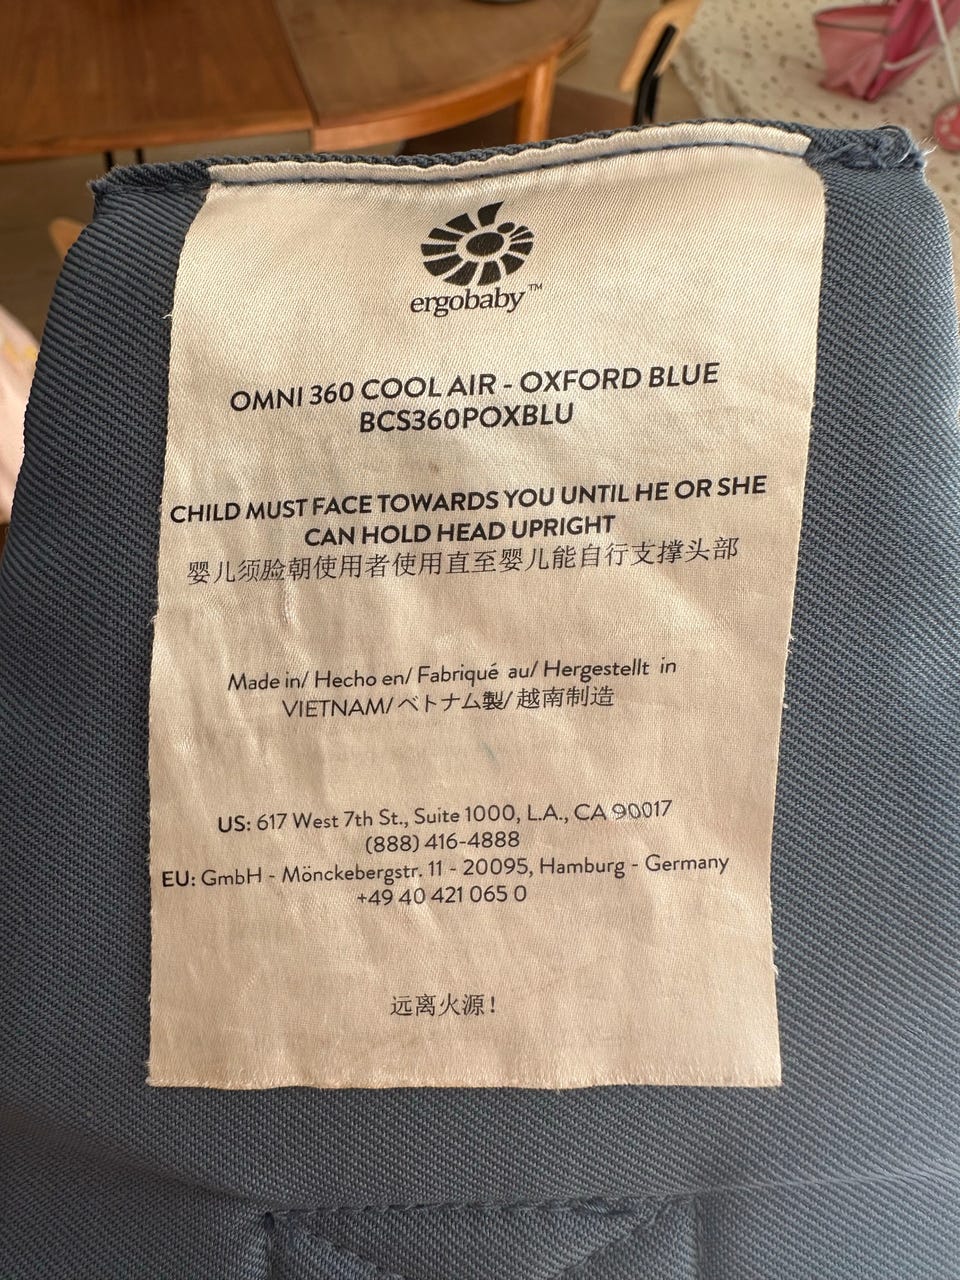 ergobaby™
OMNI 360 COOL AIR - OXFORD BLUE
BCS360POXBLU
CHILD MUST FACE TOWARDS YOU UNTIL HE OR SHE
CAN HOLD HEAD UPRIGHT
婴儿须脸朝使用者使用直至婴儿能自行支撑头部
Made in/ Hecho en/ Fabriqué au/ Hergestellt in
VIETNAM/ ベトナム製/ 越南制造
US: 617 West 7th St., Suite 1000, L.A., CA 90017
(888) 416-4888
EU: GmbH - Mönckebergstr. 11 - 20095, Hamburg - Germany
+49 40 421 065 0
远离火源！